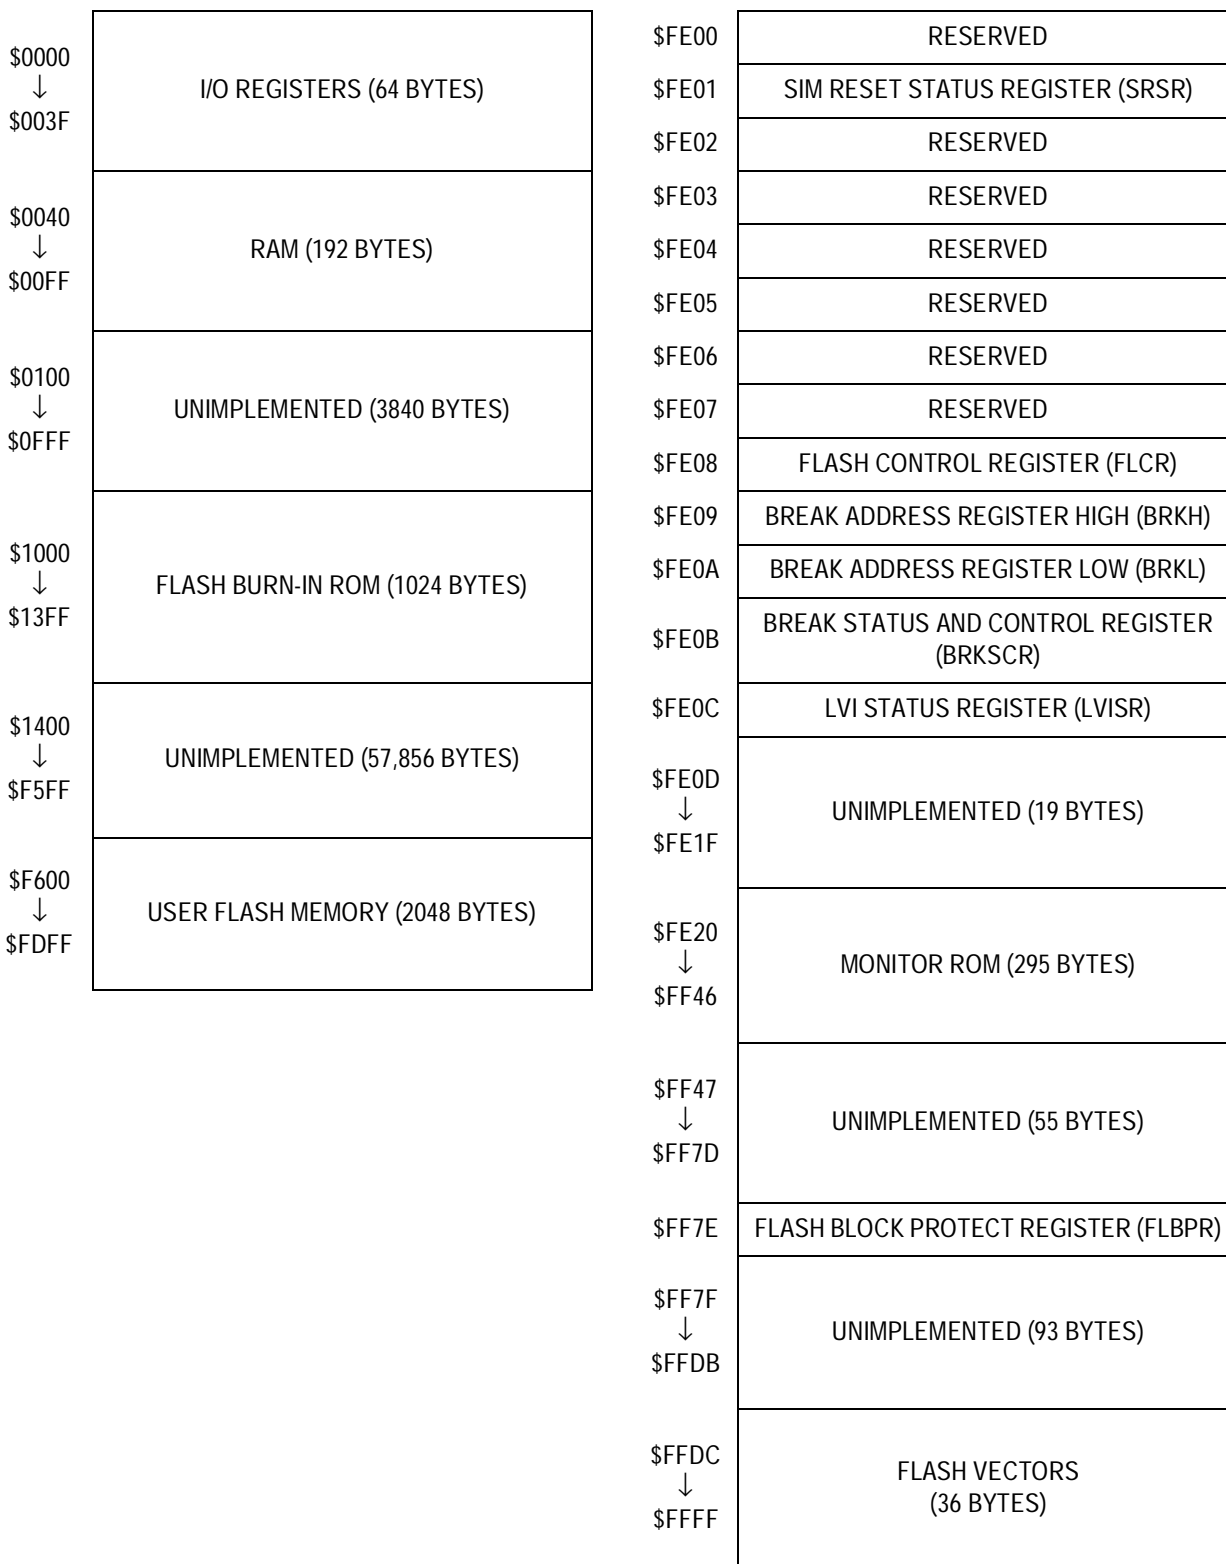 $0000
↓
$003F
I/O REGISTERS (64 BYTES)
$0040
↓
$00FF
RAM (192 BYTES)
$0100
↓
$0FFF
UNIMPLEMENTED (3840 BYTES)
$1000
↓
$13FF
FLASH BURN-IN ROM (1024 BYTES)
$1400
↓
$F5FF
UNIMPLEMENTED (57,856 BYTES)
$F600
↓
$FDFF
USER FLASH MEMORY (2048 BYTES)
$FE00 RESERVED
$FE01 SIM RESET STATUS REGISTER (SRSR)
$FE02 RESERVED
$FE03 RESERVED
$FE04 RESERVED
$FE05 RESERVED
$FE06 RESERVED
$FE07 RESERVED
$FE08 FLASH CONTROL REGISTER (FLCR)
$FE09 BREAK ADDRESS REGISTER HIGH (BRKH)
$FE0A BREAK ADDRESS REGISTER LOW (BRKL)
$FE0B BREAK STATUS AND CONTROL REGISTER
(BRKSCR)
$FE0C LVI STATUS REGISTER (LVISR)
$FE0D
↓
$FE1F
UNIMPLEMENTED (19 BYTES)
$FE20
↓
$FF46
MONITOR ROM (295 BYTES)
$FF47
↓
$FF7D
UNIMPLEMENTED (55 BYTES)
$FF7E FLASH BLOCK PROTECT REGISTER (FLBPR)
$FF7F
↓
$FFDB
UNIMPLEMENTED (93 BYTES)
$FFDC
↓
$FFFF
FLASH VECTORS
(36 BYTES)